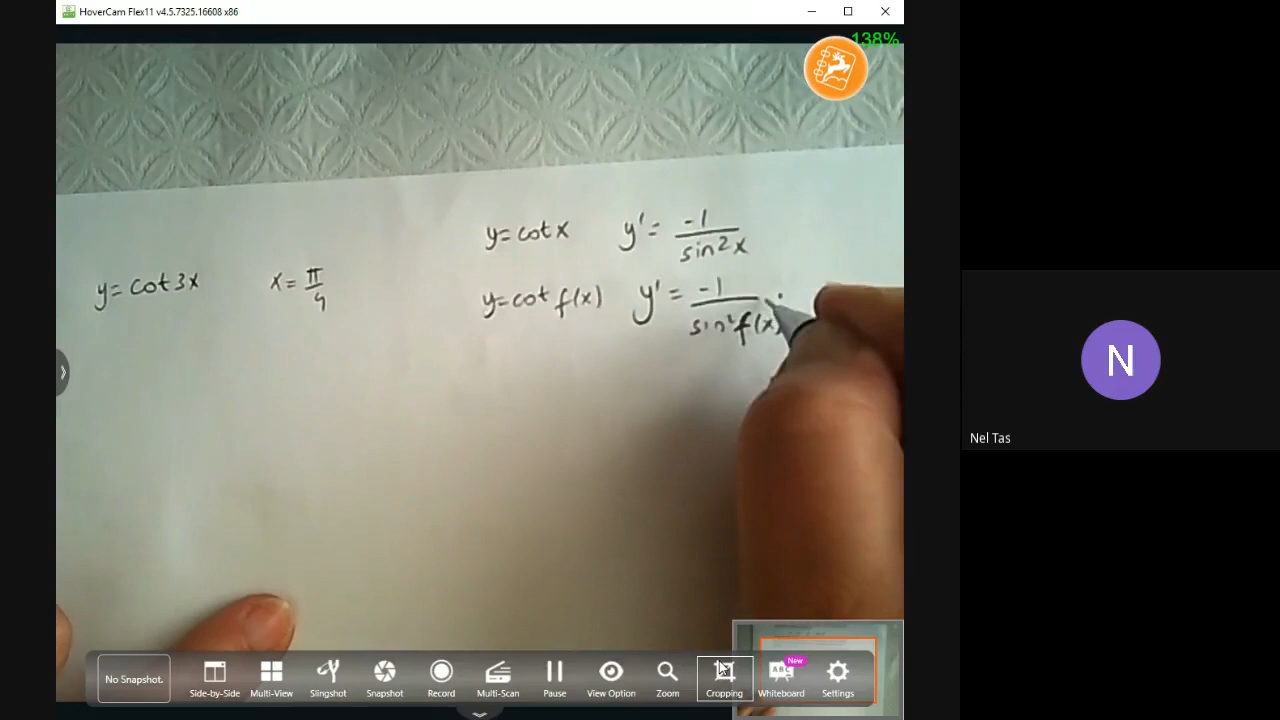 HoverCam Flex11 v4.5.7325.16608 x86
138%
y = cot x   y' = -1/sin²x
y = cot 3x   x = π/4
y = cot f(x)   y' = -1/sin²f(x) ·
N
Nel Tas
No Snapshot.
Side-by-Side
Multi-View
Slingshot
Snapshot
Record
Multi-Scan
Pause
View Option
Zoom
Cropping
New
ABC
Whiteboard
Settings